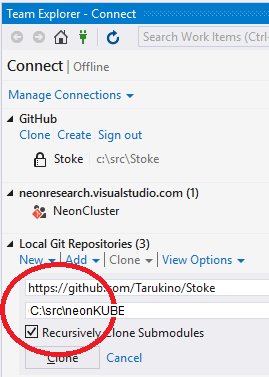 Team Explorer - Connect
Search Work Items (Ctrl+
Connect | Offline
Manage Connections
GitHub
Clone Create Sign out
Stoke c:\src\Stoke
neonresearch.visualstudio.com (1)
NeonCluster
Local Git Repositories (3)
New | Add | Clone | View Options
https://github.com/Tarukino/Stoke
C:\src\neonKUBE
Recursively Clone Submodules
Clone Cancel